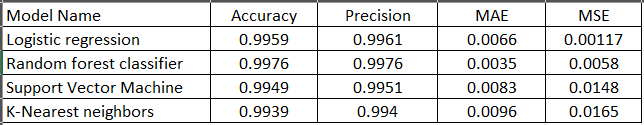 Model Name Accuracy Precision MAE MSE
Logistic regression 0.9959 0.9961 0.0066 0.00117
Random forest classifier 0.9976 0.9976 0.0035 0.0058
Support Vector Machine 0.9949 0.9951 0.0083 0.0148
K-Nearest neighbors 0.9939 0.994 0.0096 0.0165